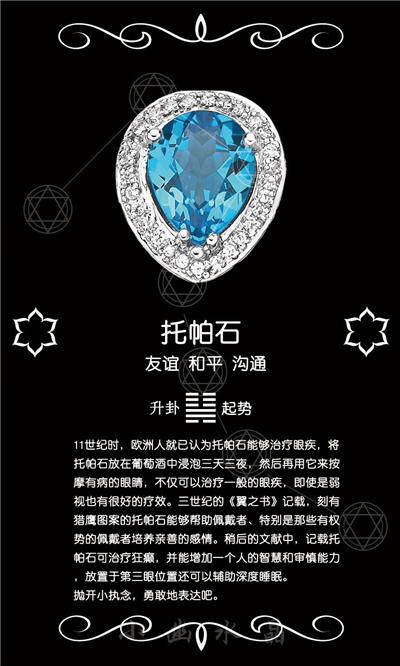 托帕石
友谊 和平 沟通
升卦 起势
11世纪时，欧洲人就已认为托帕石能够治疗眼疾，将
托帕石放在葡萄酒中浸泡三天三夜，然后再用它来按
摩有病的眼睛，不仅可以治疗一般的眼疾，即使是弱
视也有很好的疗效。三世纪的《翼之书》记载，刻有
猎鹰图案的托帕石能够帮助佩戴者、特别是那些有权
势的佩戴者培养亲善的感情。稍后的文献中，记载托
帕石可治疗狂癫，并能增加一个人的智慧和审慎能力
，放置于第三眼位置还可以辅助深度睡眠。
抛开小执念，勇敢地表达吧。
小幽水晶